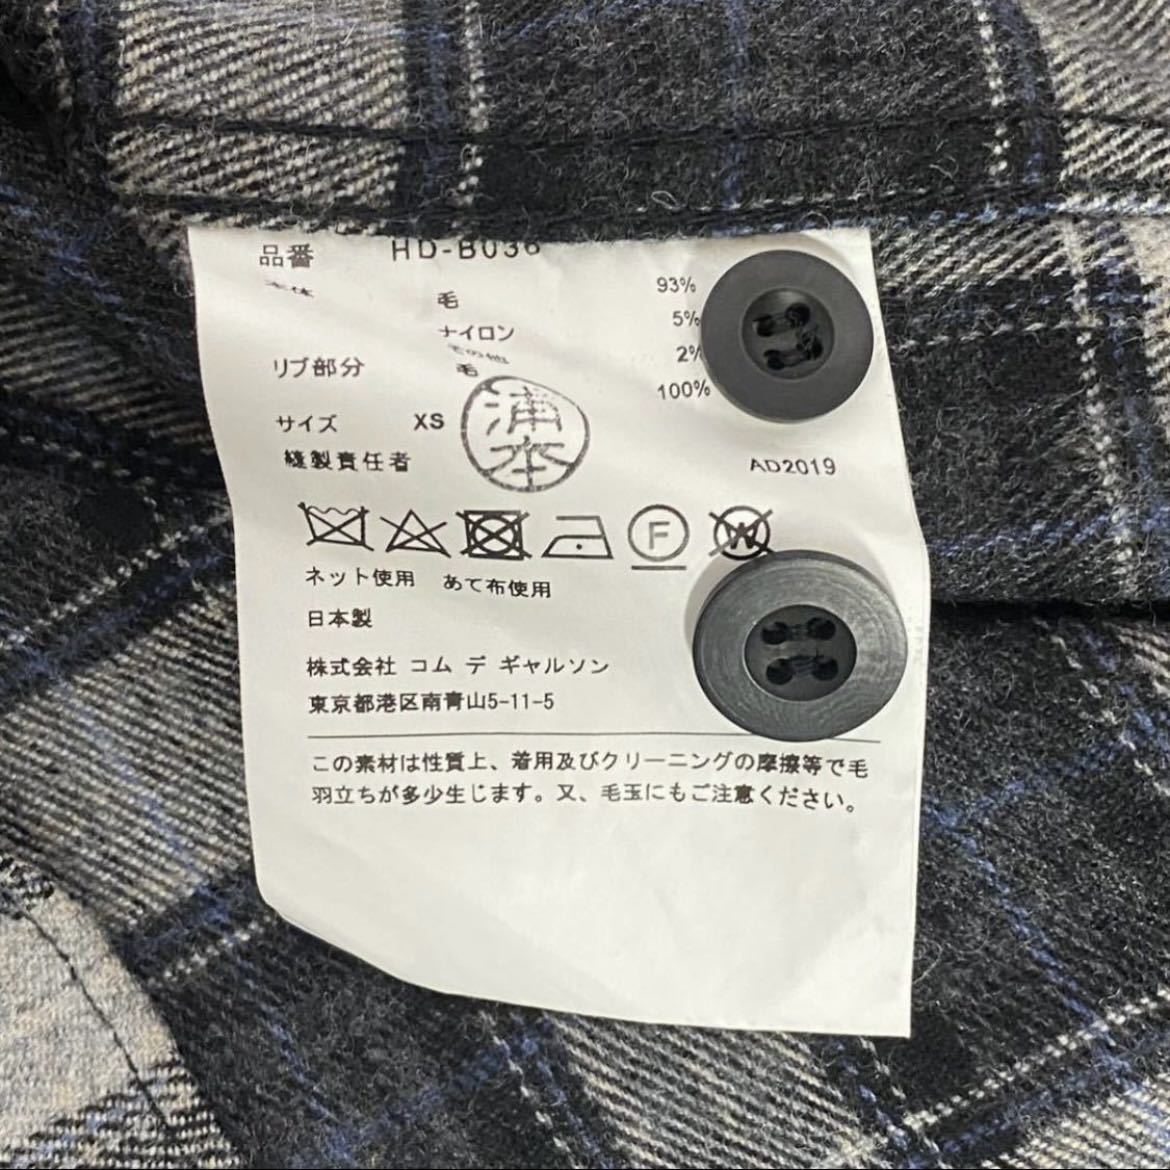 品番 HD-B036
本体 毛 93%
ナイロン 5%
その他 2%
リブ部分 毛 100%
サイズ XS
浦本
縫製責任者
AD2019
F W
ネット使用 あて布使用
日本製
株式会社 コム デ ギャルソン
東京都港区南青山5-11-5
この素材は性質上、着用及びクリーニングの摩擦等で毛
羽立ちが多少生じます。又、毛玉にもご注意ください。